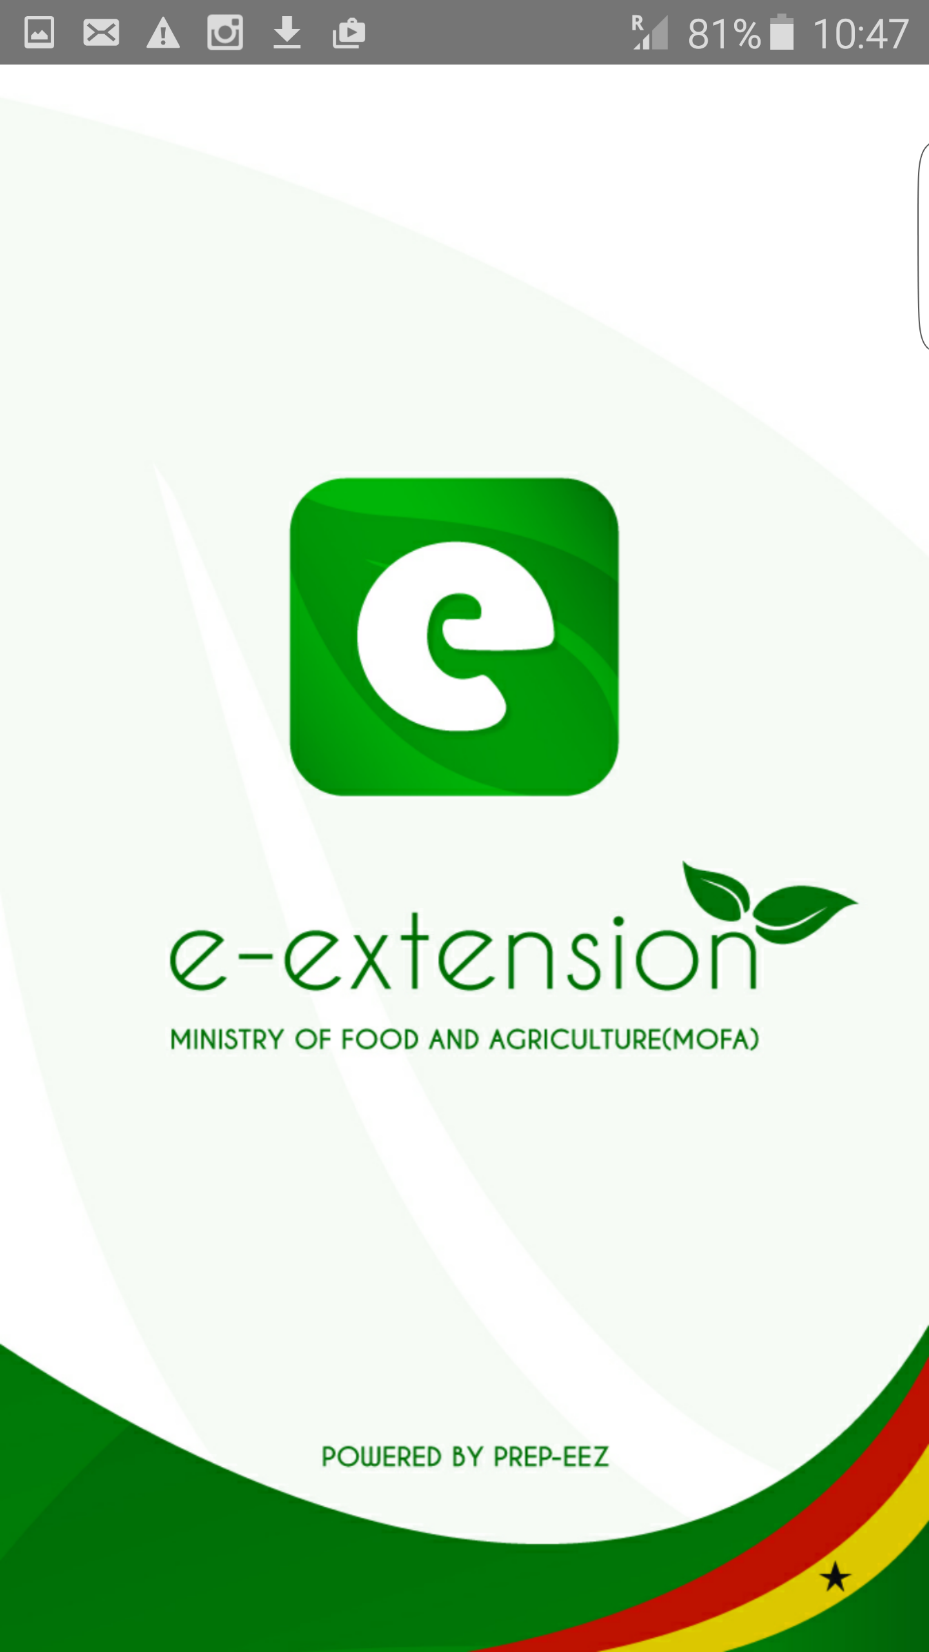 R 81% 10:47
e
e-extension
MINISTRY OF FOOD AND AGRICULTURE(MOFA)
POWERED BY PREP-EEZ